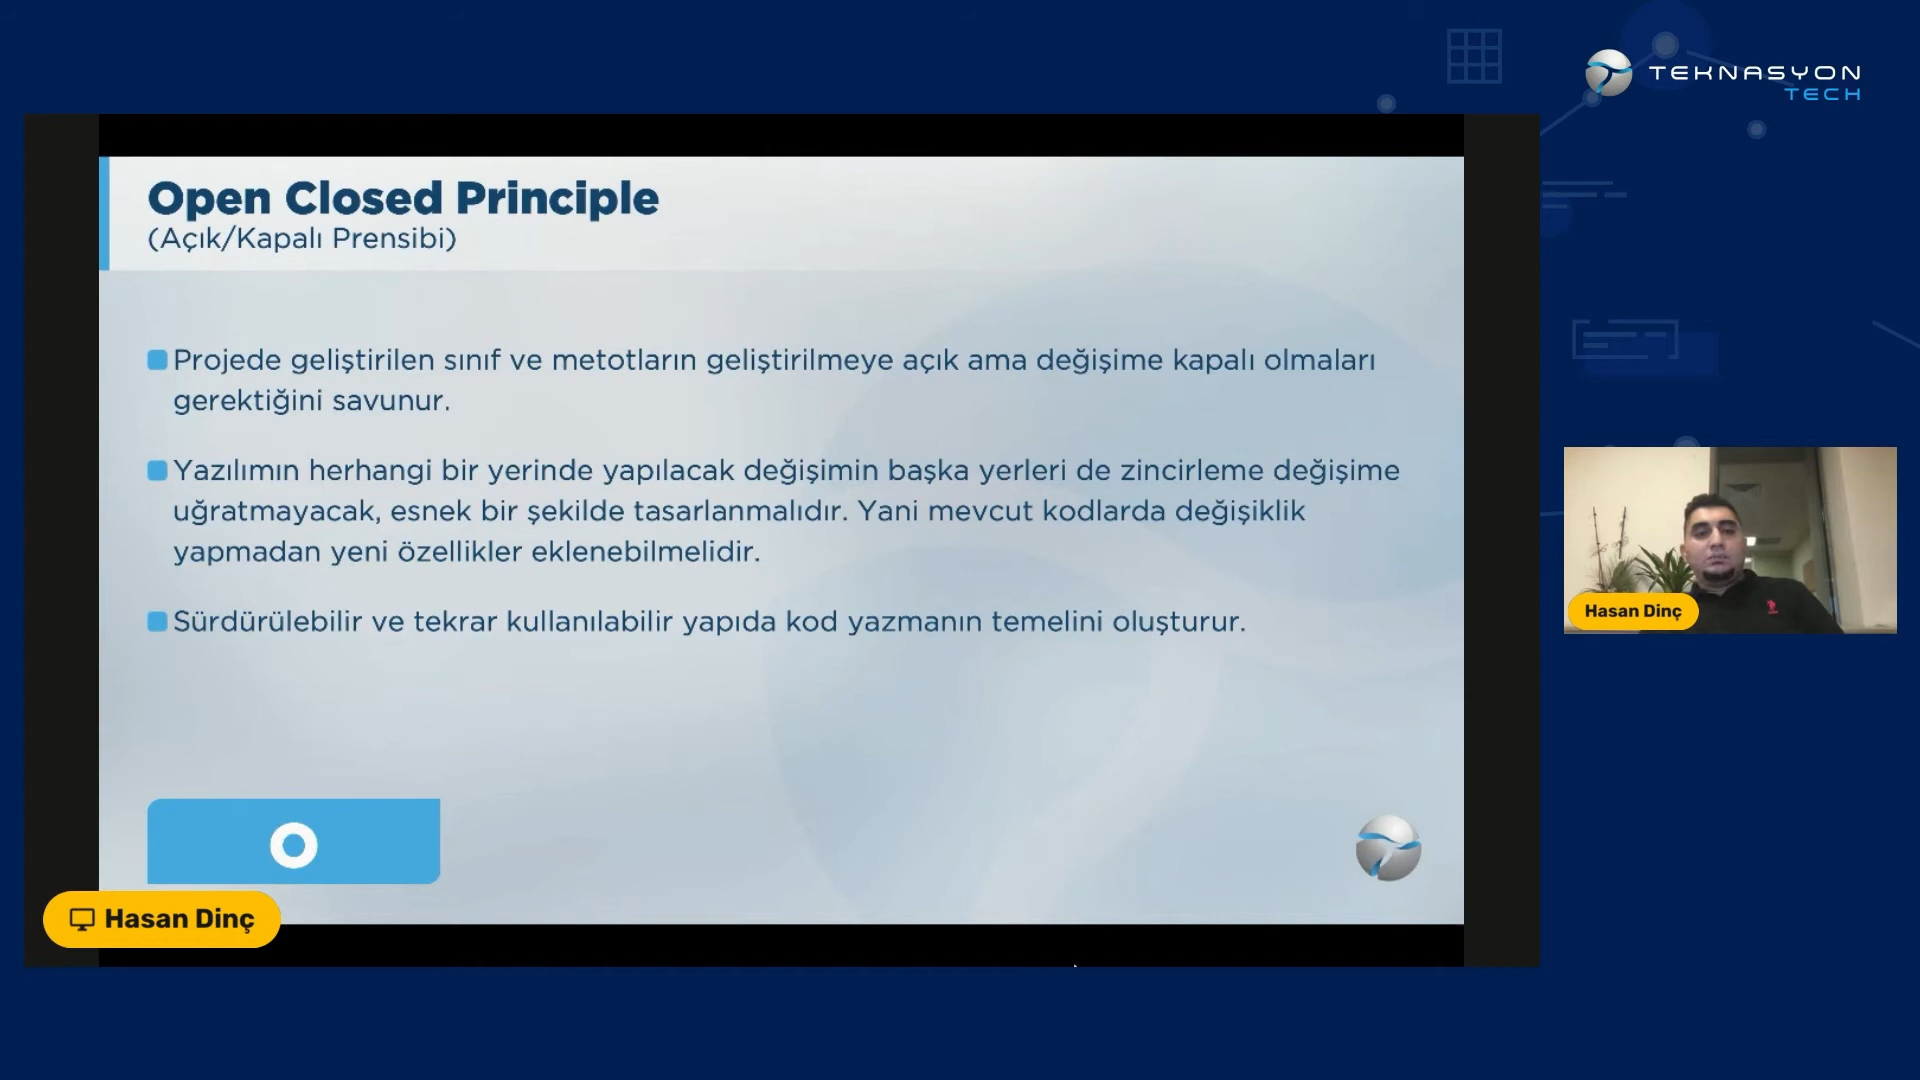 TEKNASYON
TECH
Open Closed Principle
(Açık/Kapalı Prensibi)
Projede geliştirilen sınıf ve metotların geliştirilmeye açık ama değişime kapalı olmaları
gerektiğini savunur.
Yazılımın herhangi bir yerinde yapılacak değişimin başka yerleri de zincirleme değişime
uğratmayacak, esnek bir şekilde tasarlanmalıdır. Yani mevcut kodlarda değişiklik
yapmadan yeni özellikler eklenebilmelidir.
Sürdürülebilir ve tekrar kullanılabilir yapıda kod yazmanın temelini oluşturur.
O
Hasan Dinç
Hasan Dinç